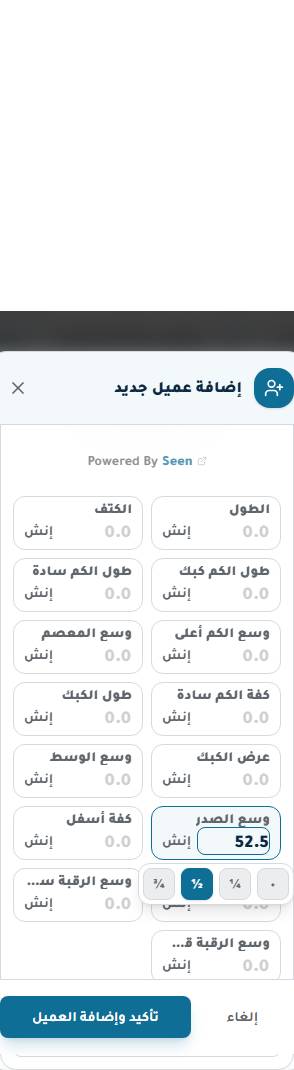 إضافة عميل جديد
Powered By Seen
الطول
0.0 إنش
الكتف
0.0 إنش
طول الكم كبك
0.0 إنش
طول الكم سادة
0.0 إنش
وسع الكم أعلى
0.0 إنش
وسع المعصم
0.0 إنش
كفة الكم سادة
0.0 إنش
طول الكبك
0.0 إنش
عرض الكبك
0.0 إنش
وسع الوسط
0.0 إنش
وسع الصدر
52.5 إنش
كفة أسفل
0.0 إنش
٠ ¼ ½ ¾
وسع الرقبة س...
0.0 إنش
وسع الرقبة ق...
0.0 إنش
إلغاء
تأكيد وإضافة العميل